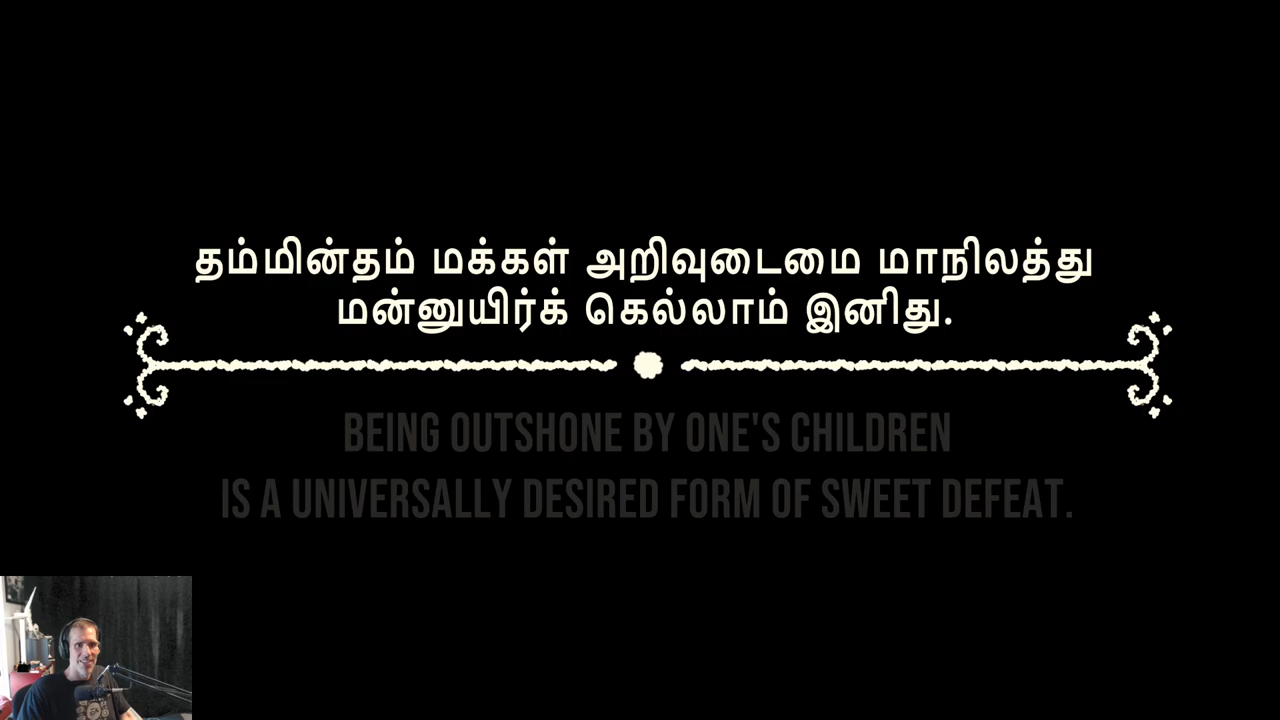 தம்மின்தம் மக்கள் அறிவுடைமை மாநிலத்து
மன்னுயிர்க் கெல்லாம் இனிது.
BEING OUTSHONE BY ONE'S CHILDREN
IS A UNIVERSALLY DESIRED FORM OF SWEET DEFEAT.